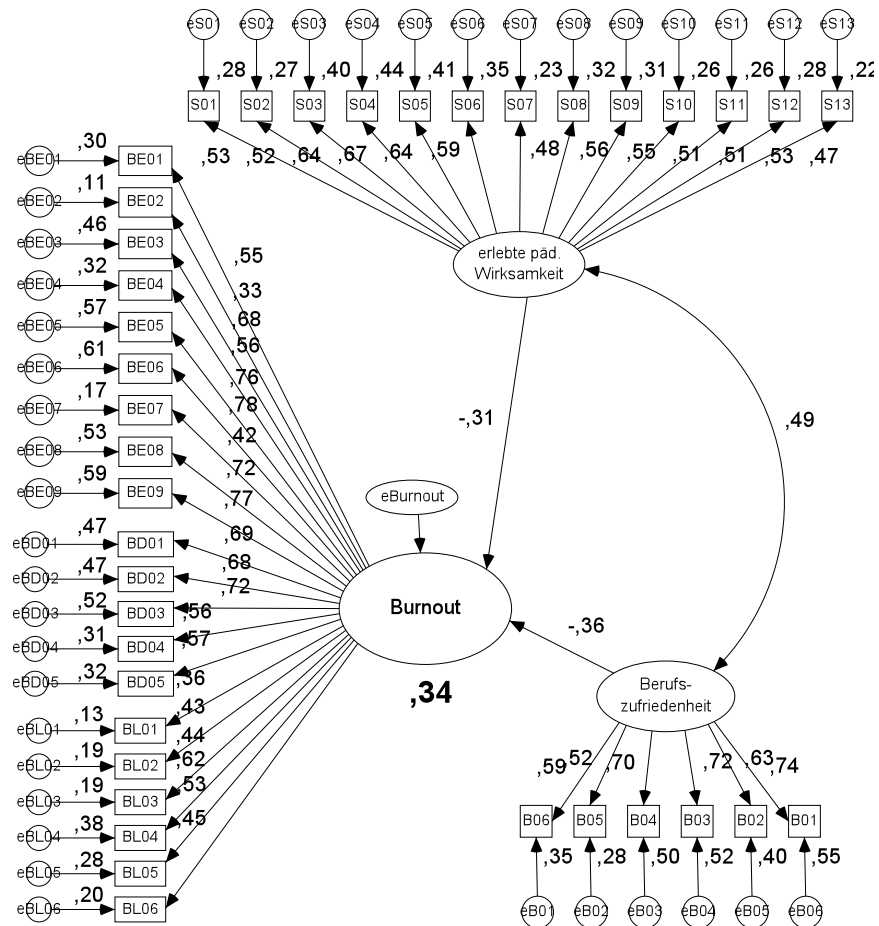 eS01 eS02 eS03 eS04 eS05 eS06 eS07 eS08 eS09 eS10 eS11 eS12 eS13
,28 ,27 ,40 ,44 ,41 ,35 ,23 ,32 ,31 ,26 ,26 ,28 ,22
S01 S02 S03 S04 S05 S06 S07 S08 S09 S10 S11 S12 S13
,53 ,52 ,64 ,67 ,64 ,59 ,48 ,56 ,55 ,51 ,51 ,53 ,47
erlebte päd.
Wirksamkeit
eBE01 ,30 BE01 ,55
eBE02 ,11 BE02 ,33
eBE03 ,46 BE03 ,68
eBE04 ,32 BE04 ,56
eBE05 ,57 BE05 ,76
eBE06 ,61 BE06 ,78
eBE07 ,17 BE07 ,42
eBE08 ,53 BE08 ,72
eBE09 ,59 BE09 ,77
eBD01 ,47 BD01 ,69
eBD02 ,47 BD02 ,68
eBD03 ,52 BD03 ,72
eBD04 ,31 BD04 ,56
eBD05 ,32 BD05 ,57
eBL01 ,13 BL01 ,36
eBL02 ,19 BL02 ,43
eBL03 ,19 BL03 ,44
eBL04 ,38 BL04 ,62
eBL05 ,28 BL05 ,53
eBL06 ,20 BL06 ,45
-,31
,49
eBurnout
Burnout
,34
-,36
Berufs-
zufriedenheit
,59 ,52 ,70 ,72 ,63 ,74
B06 B05 B04 B03 B02 B01
,35 ,28 ,50 ,52 ,40 ,55
eB01 eB02 eB03 eB04 eB05 eB06